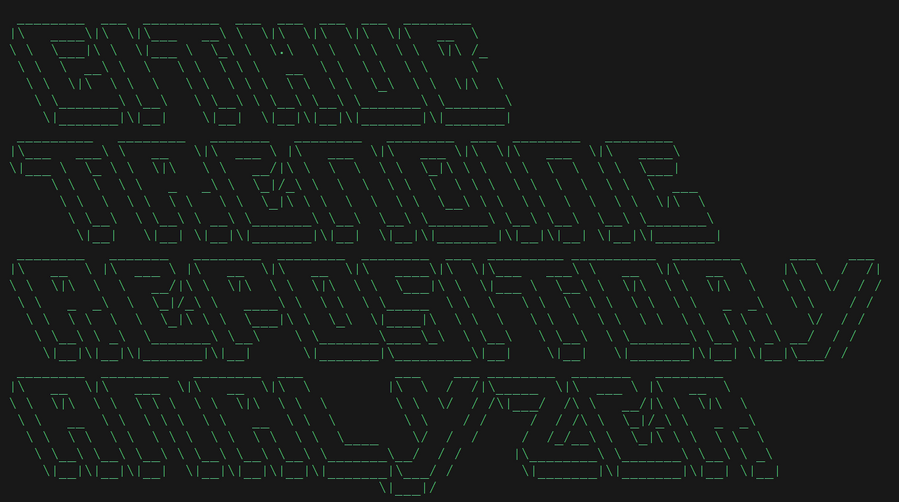 GITHUB
TRENDING
REPOSITORY
ANALYZER